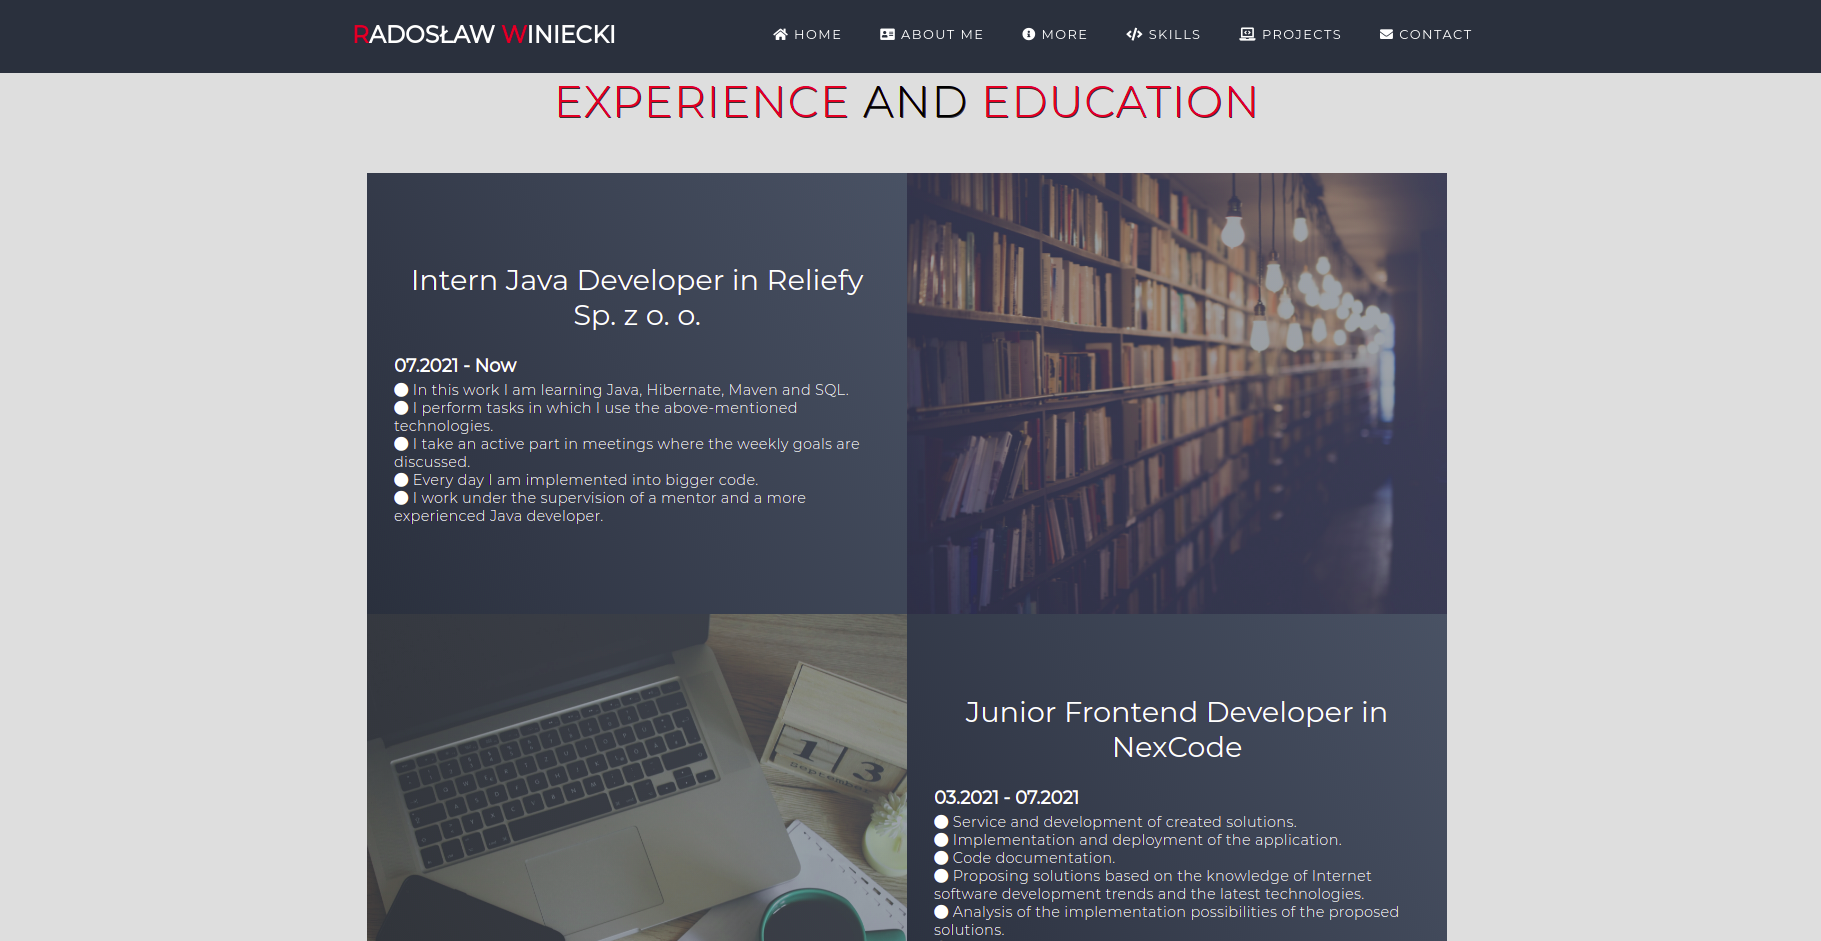 RADOSŁAW WINIECKI
HOME
ABOUT ME
MORE
SKILLS
PROJECTS
CONTACT
EXPERIENCE AND EDUCATION
Intern Java Developer in Reliefy
Sp. z o. o.
07.2021 - Now
In this work I am learning Java, Hibernate, Maven and SQL.
I perform tasks in which I use the above-mentioned
technologies.
I take an active part in meetings where the weekly goals are
discussed.
Every day I am implemented into bigger code.
I work under the supervision of a mentor and a more
experienced Java developer.
13
september
Junior Frontend Developer in
NexCode
03.2021 - 07.2021
Service and development of created solutions.
Implementation and deployment of the application.
Code documentation.
Proposing solutions based on the knowledge of Internet
software development trends and the latest technologies.
Analysis of the implementation possibilities of the proposed
solutions.